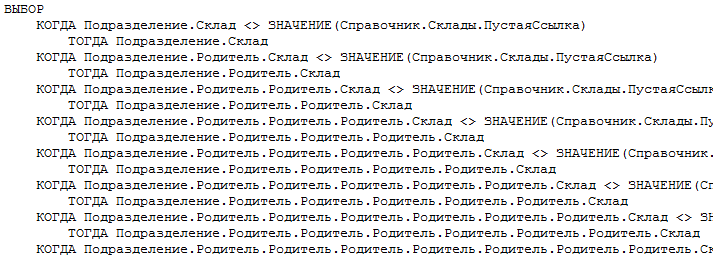 ВЫБОР
КОГДА Подразделение.Склад <> ЗНАЧЕНИЕ(Справочник.Склады.ПустаяСсылка)
ТОГДА Подразделение.Склад
КОГДА Подразделение.Родитель.Склад <> ЗНАЧЕНИЕ(Справочник.Склады.ПустаяСсылка)
ТОГДА Подразделение.Родитель.Склад
КОГДА Подразделение.Родитель.Родитель.Склад <> ЗНАЧЕНИЕ(Справочник.Склады.ПустаяСсылк
ТОГДА Подразделение.Родитель.Родитель.Склад
КОГДА Подразделение.Родитель.Родитель.Родитель.Склад <> ЗНАЧЕНИЕ(Справочник.Склады.Пу
ТОГДА Подразделение.Родитель.Родитель.Родитель.Склад
КОГДА Подразделение.Родитель.Родитель.Родитель.Родитель.Склад <> ЗНАЧЕНИЕ(Справочник.
ТОГДА Подразделение.Родитель.Родитель.Родитель.Родитель.Склад
КОГДА Подразделение.Родитель.Родитель.Родитель.Родитель.Родитель.Склад <> ЗНАЧЕНИЕ(Сп
ТОГДА Подразделение.Родитель.Родитель.Родитель.Родитель.Родитель.Склад
КОГДА Подразделение.Родитель.Родитель.Родитель.Родитель.Родитель.Родитель.Склад <> ЗН
ТОГДА Подразделение.Родитель.Родитель.Родитель.Родитель.Родитель.Родитель.Склад
КОГДА Подразделение.Родитель.Родитель.Родитель.Родитель.Родитель.Родитель.Родитель.Ск